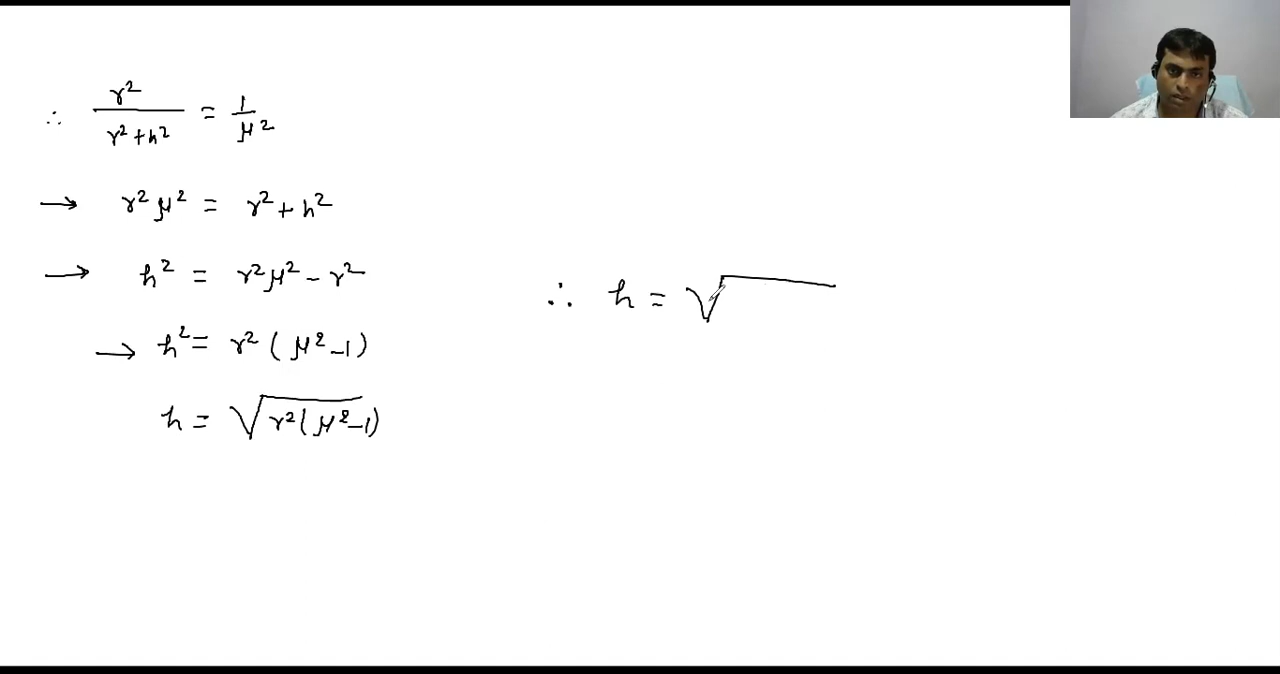 ∴ r²/(r²+h²) = 1/μ²
→ r²μ² = r²+h²
→ h² = r²μ² - r²
→ h² = r² (μ²-1)
h = √(r²(μ²-1))
∴ h = √